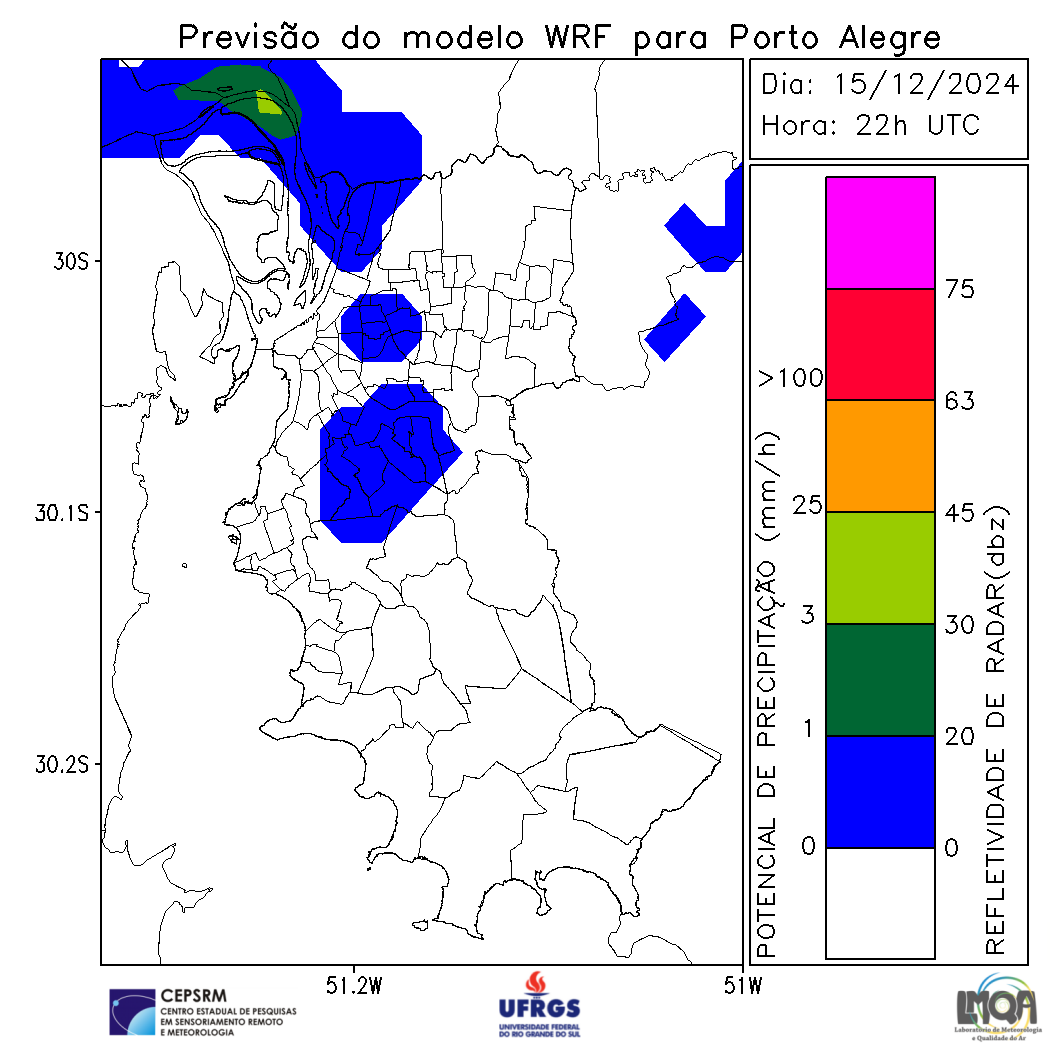 Previsão do modelo WRF para Porto Alegre
Dia: 15/12/2024
Hora: 22h UTC
30S
30.1S
30.2S
51.2W
51W
POTENCIAL DE PRECIPITAÇÃO (mm/h)
>100
25
3
1
0
75
63
45
30
20
0
REFLETIVIDADE DE RADAR(dbz)
CEPSRM
CENTRO ESTADUAL DE PESQUISAS
EM SENSORIAMENTO REMOTO
E METEOROLOGIA
UFRGS
UNIVERSIDADE FEDERAL
DO RIO GRANDE DO SUL
LMQA
Laboratório de Meteorologia
e Qualidade do Ar